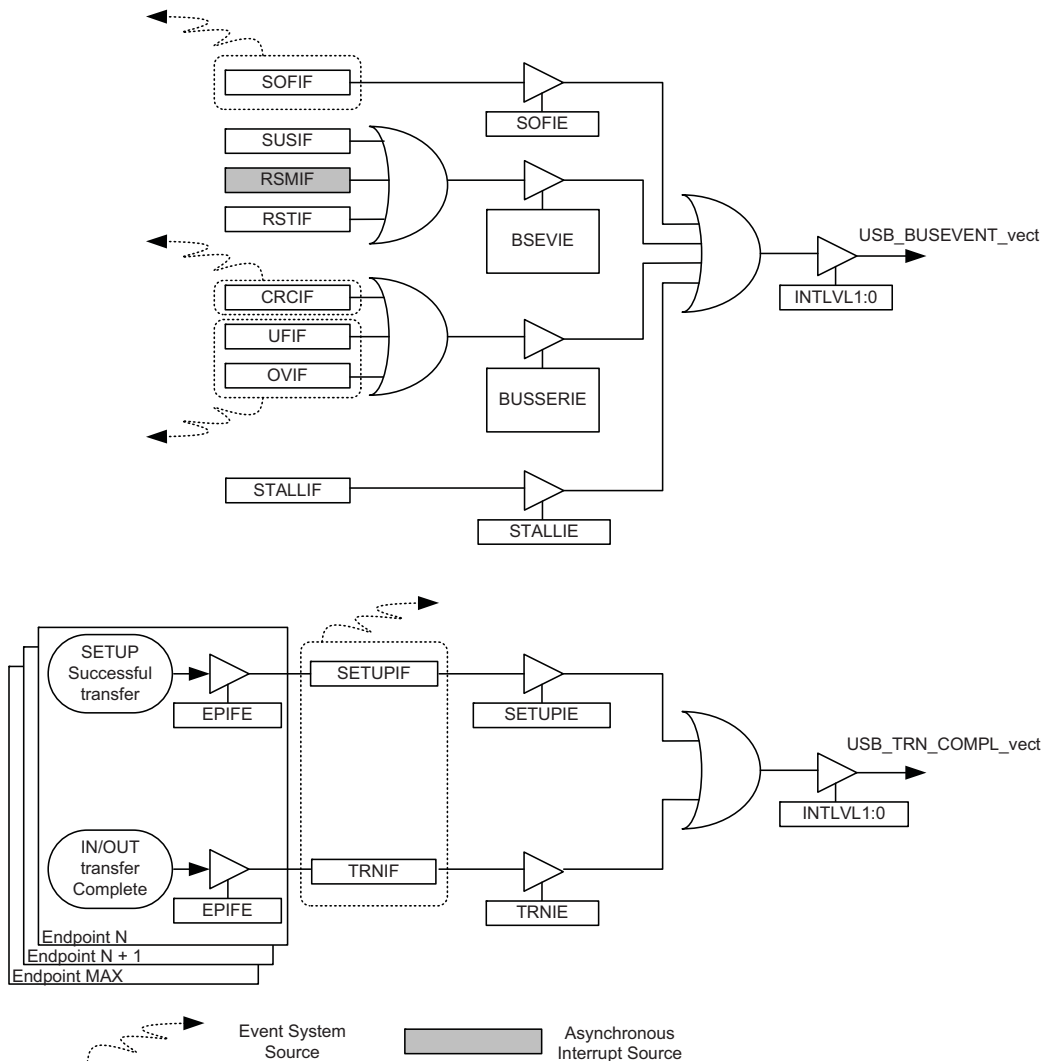 SOFIF
SOFIE
SUSIF
RSMIF
RSTIF
BSEVIE
USB_BUSEVENT_vect
INTLVL1:0
CRCIF
UFIF
OVIF
BUSSERIE
STALLIF
STALLIE
SETUP
Successful
transfer
EPIFE
SETUPIF
SETUPIE
USB_TRN_COMPL_vect
INTLVL1:0
IN/OUT
transfer
Complete
EPIFE
TRNIF
TRNIE
Endpoint N
Endpoint N + 1
Endpoint MAX
Event System
Source
Asynchronous
Interrupt Source